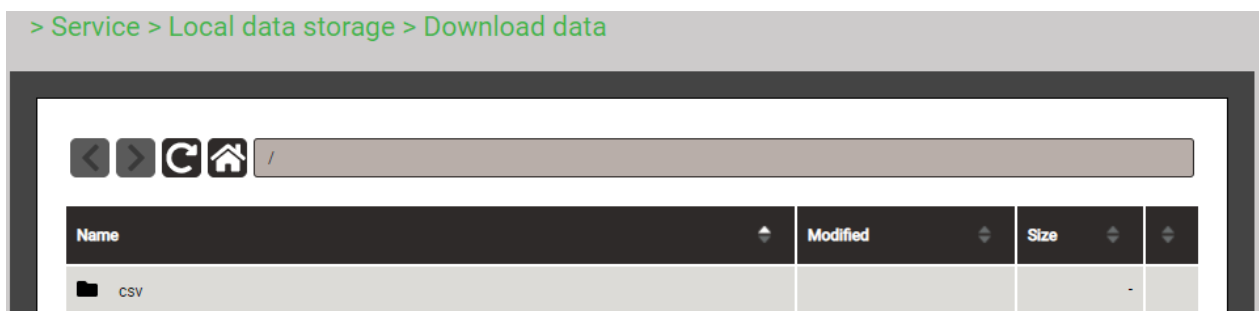 > Service > Local data storage > Download data
/
Name Modified Size
csv -